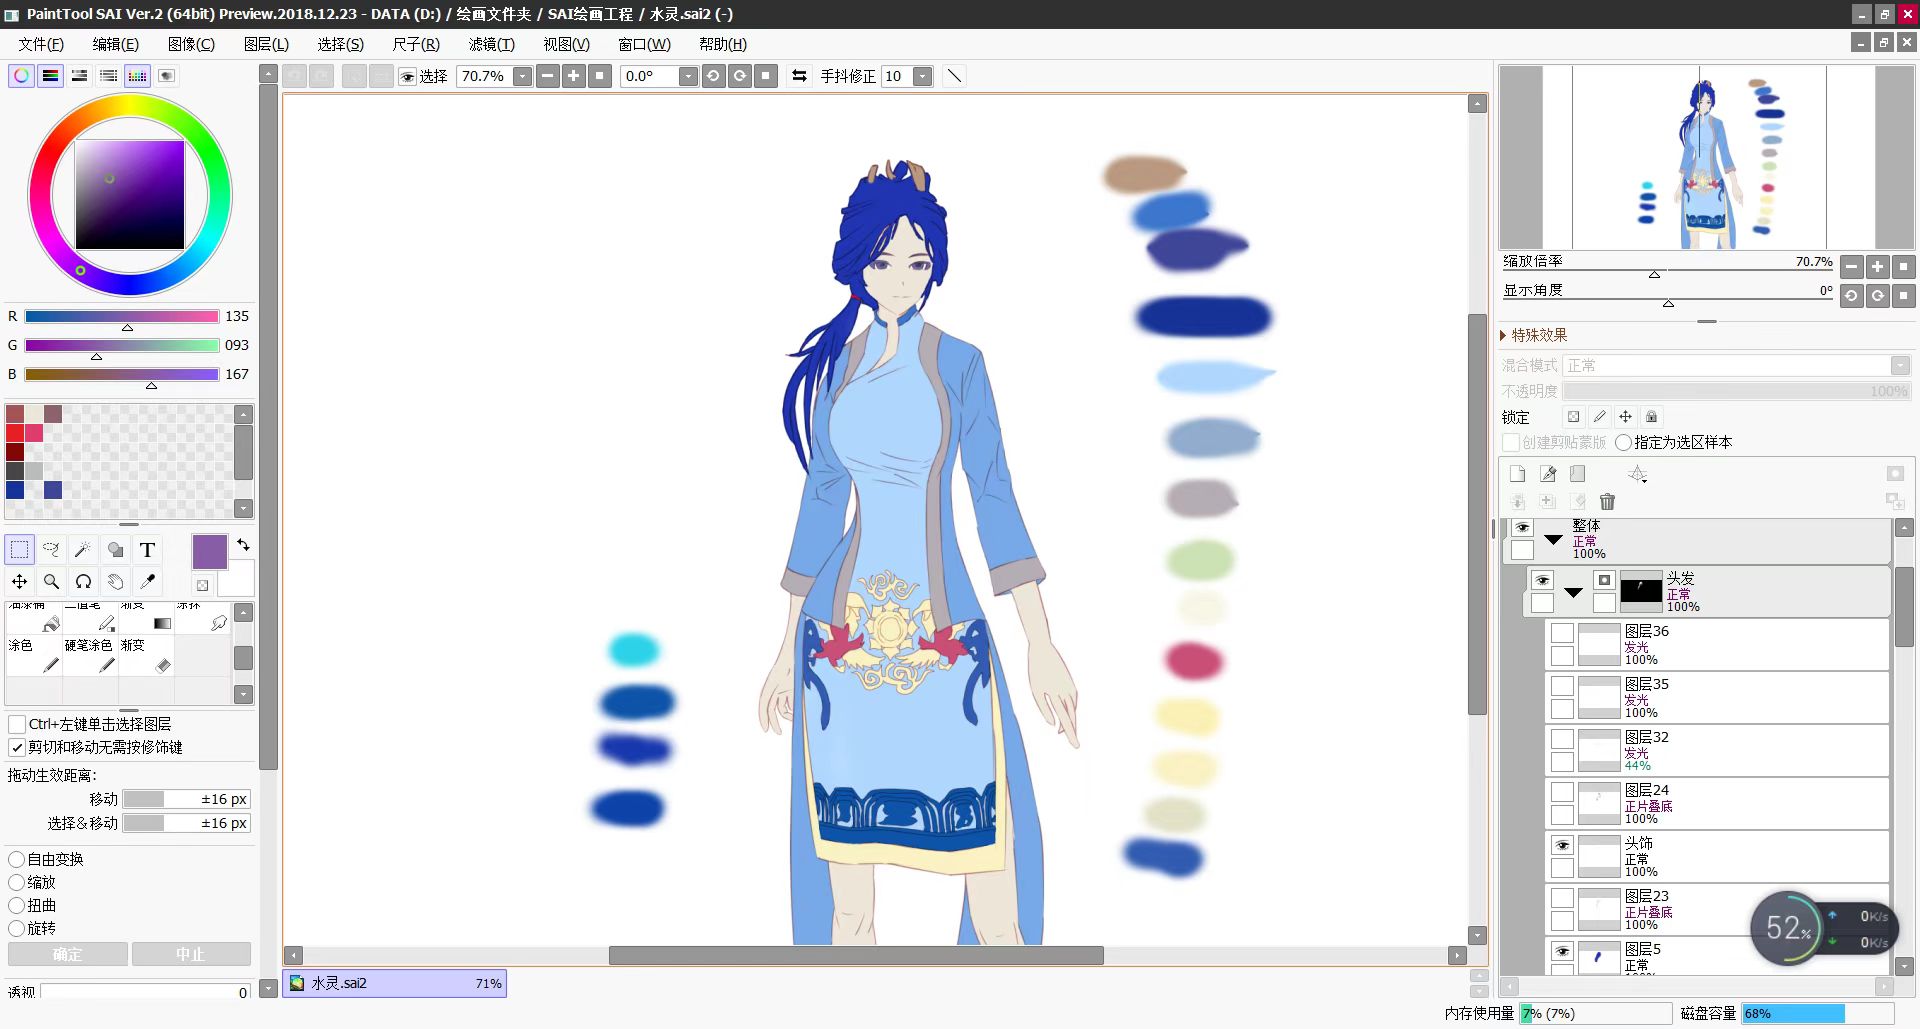 PaintTool SAI Ver.2 (64bit) Preview.2018.12.23 - DATA (D:) / 绘画文件夹 / SAI绘画工程 / 水灵.sai2 (-)
文件(F) 编辑(E) 图像(C) 图层(L) 选择(S) 尺子(R) 滤镜(T) 视图(V) 窗口(W) 帮助(H)
选择 70.7% 0.0° 手抖修正 10
R 135
G 093
B 167
T
油漆桶 二值笔 渐变 涂抹
涂色 硬笔涂色 渐变
Ctrl+左键单击选择图层
剪切和移动无需按修饰键
拖动生效距离:
移动 ±16 px
选择&移动 ±16 px
自由变换
缩放
扭曲
旋转
确定 中止
透视 0
水灵.sai2 71%
缩放倍率 70.7%
显示角度 0°
特殊效果
混合模式 正常
不透明度 100%
锁定
创建剪贴蒙版 指定为选区样本
整体
正常
100%
头发
正常
100%
图层36
发光
100%
图层35
发光
100%
图层32
发光
44%
图层24
正片叠底
100%
头饰
正常
100%
图层23
正片叠底
100%
图层5
正常
100%
52%
0K/s
0K/s
内存使用量 7% (7%) 磁盘容量 68%